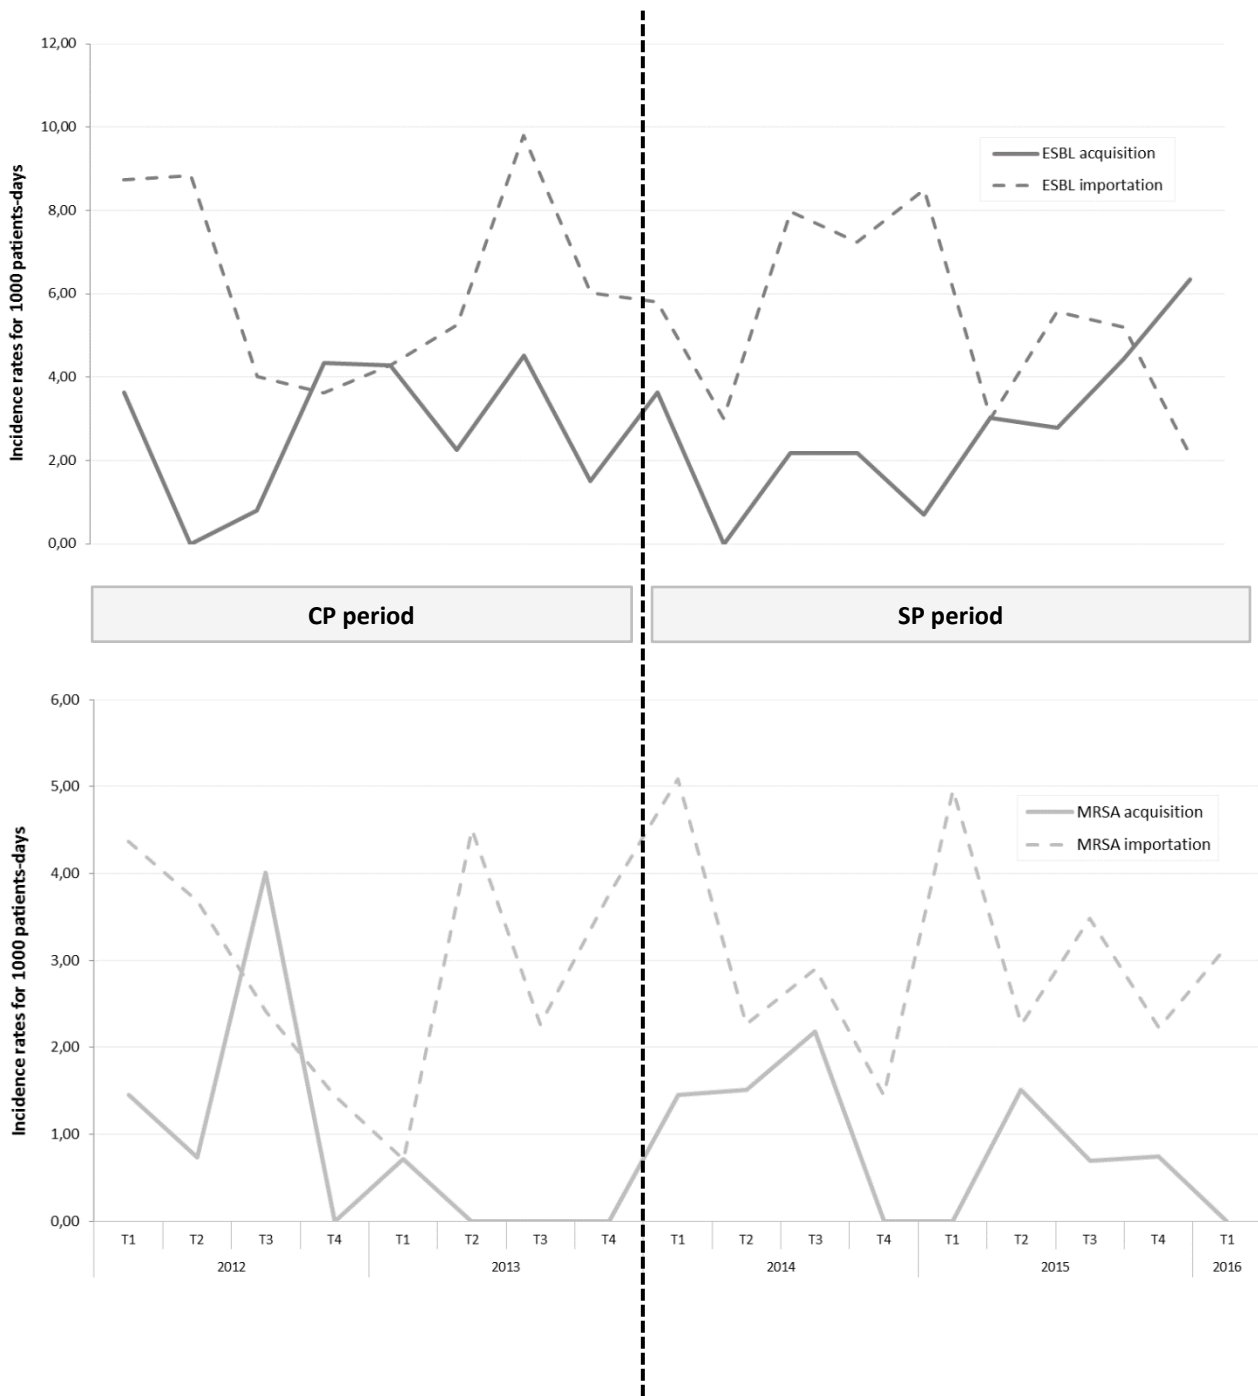 12,00
10,00
8,00
6,00
4,00
2,00
0,00
Incidence rates for 1000 patients-days
ESBL acquisition
ESBL importation
CP period
SP period
6,00
5,00
4,00
3,00
2,00
1,00
0,00
Incidence rates for 1000 patients-days
MRSA acquisition
MRSA importation
T1 T2 T3 T4 T1 T2 T3 T4 T1 T2 T3 T4 T1 T2 T3 T4 T1
2012 2013 2014 2015 2016